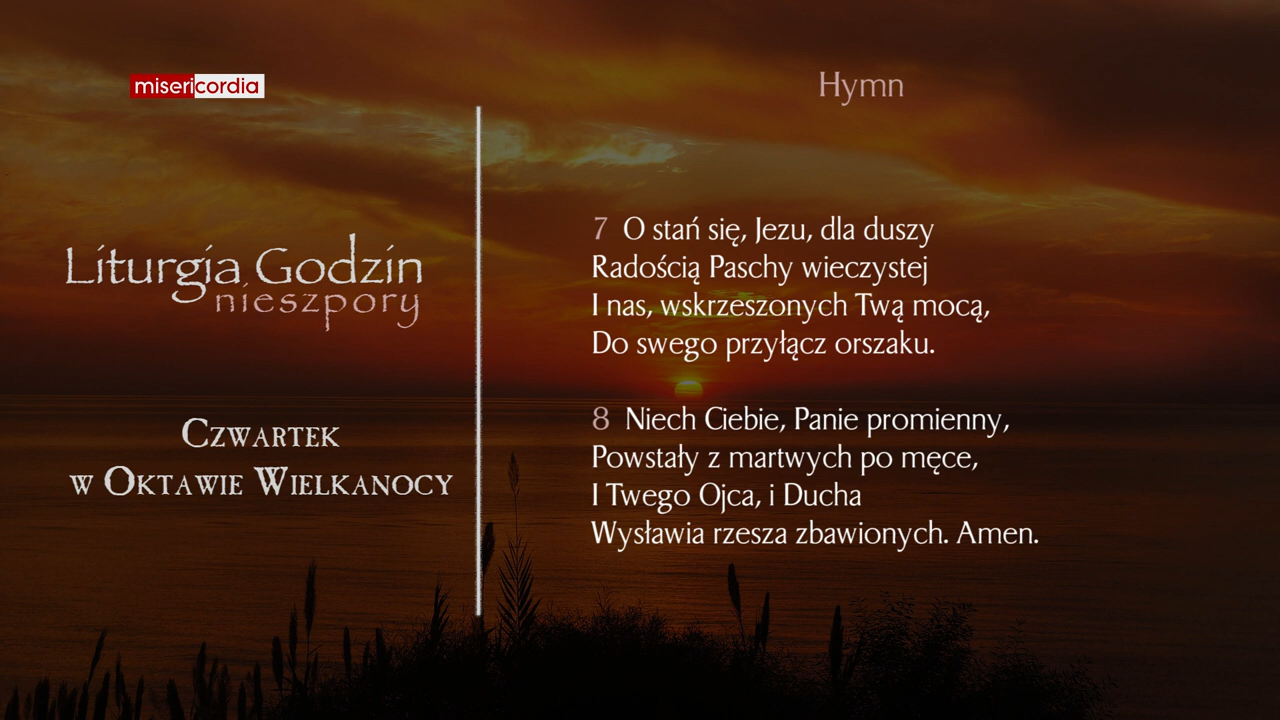 misericordia
Liturgia Godzin
nieszpory
Czwartek
w Oktawie Wielkanocy
Hymn
7 O stań się, Jezu, dla duszy
Radością Paschy wieczystej
I nas, wskrzeszonych Twą mocą,
Do swego przyłącz orszaku.
8 Niech Ciebie, Panie promienny,
Powstały z martwych po męce,
I Twego Ojca, i Ducha
Wysławia rzesza zbawionych. Amen.